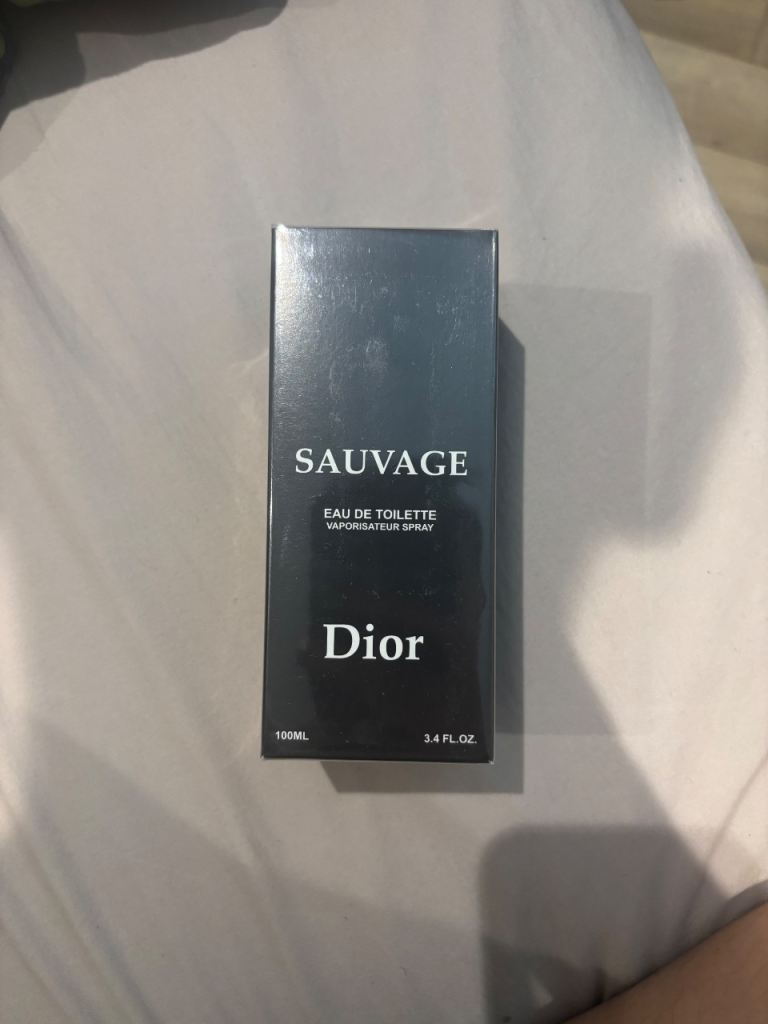 SAUVAGE
EAU DE TOILETTE
VAPORISATEUR SPRAY
Dior
100ML 3.4 FL.OZ.